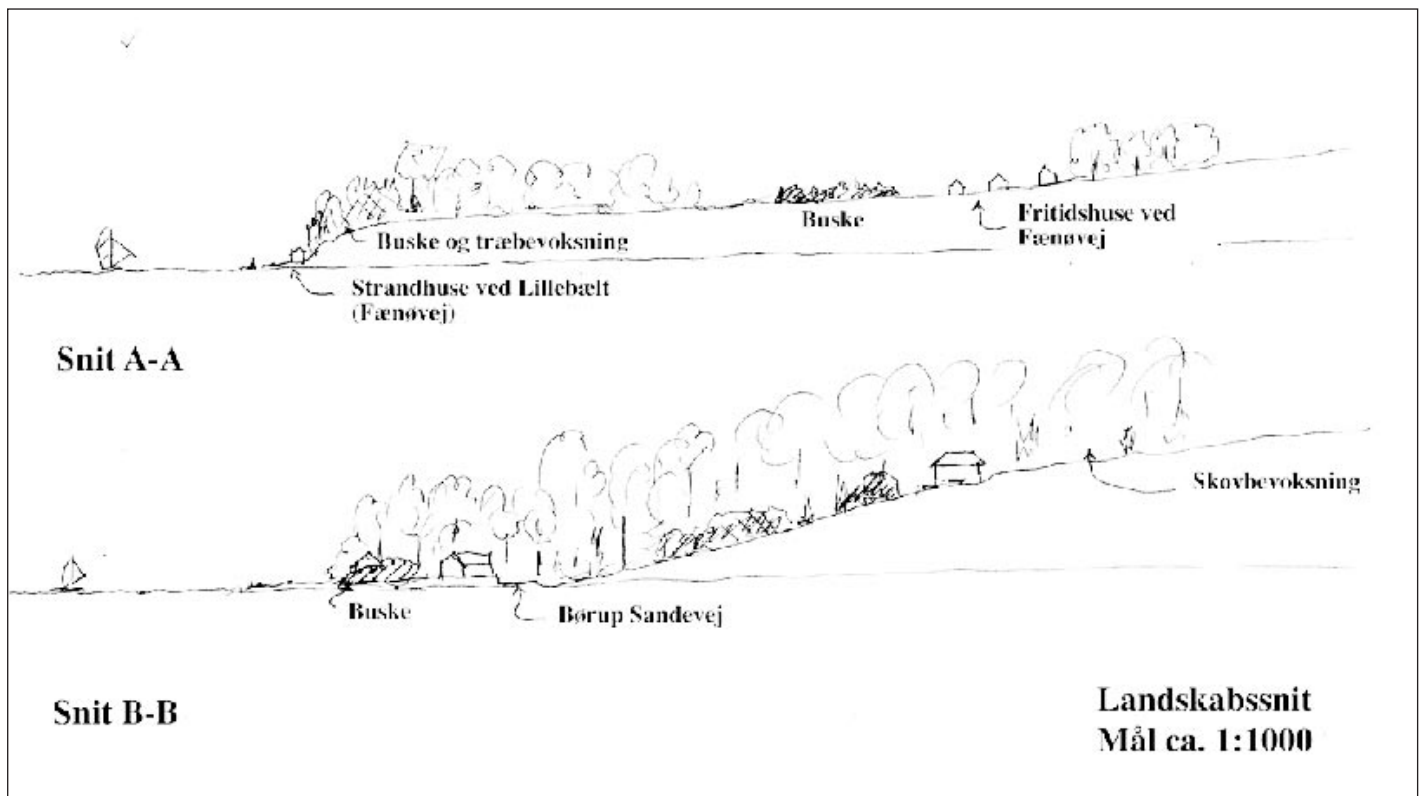 Buske og træbevoksning
Buske
Fritidshuse ved
Fænøvej
Strandhuse ved Lillebælt
(Fænøvej)
Snit A-A
Skovbevoksning
Buske
Børup Sandevej
Snit B-B
Landskabssnit
Mål ca. 1:1000